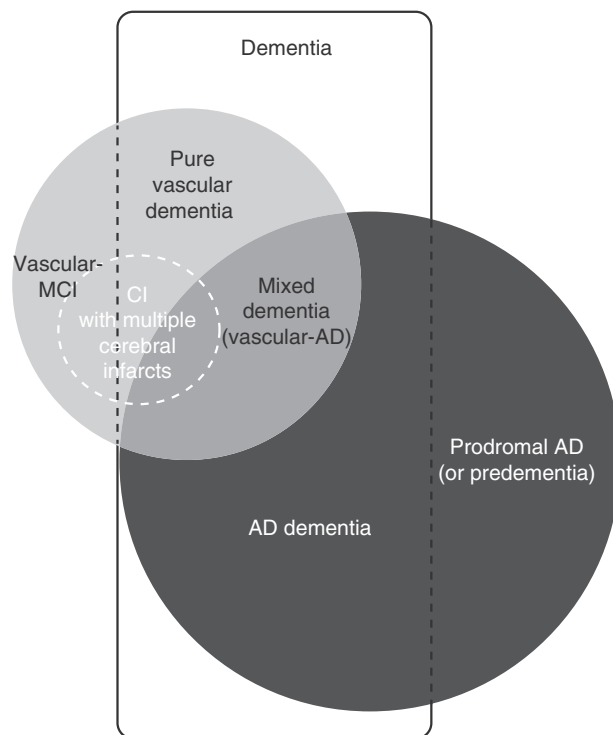 Dementia
Pure
vascular
dementia
Vascular-
MCI
CI
with multiple
cerebral
infarcts
Mixed
dementia
(vascular-AD)
Prodromal AD
(or predementia)
AD dementia